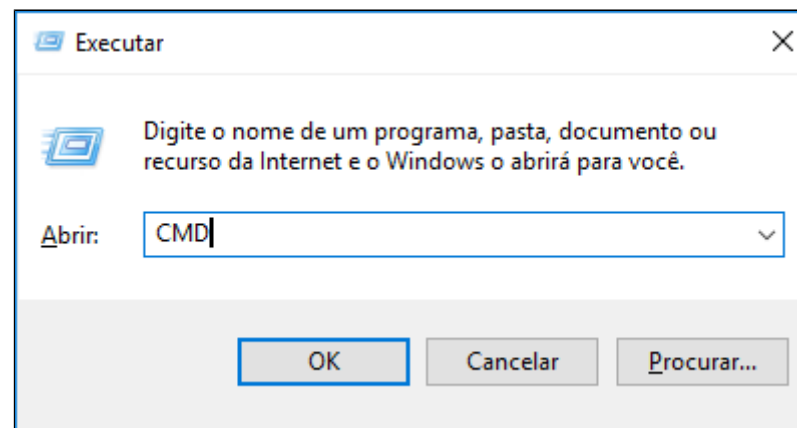 Executar
Digite o nome de um programa, pasta, documento ou
recurso da Internet e o Windows o abrirá para você.
Abrir: CMD
OK Cancelar Procurar...